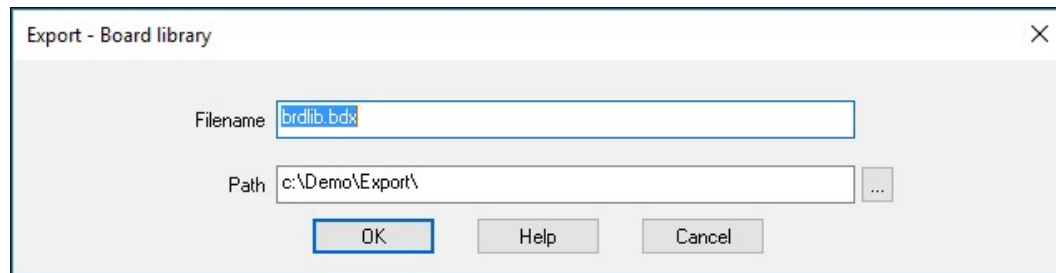 Export - Board library
Filename brdlib.bdx
Path c:\Demo\Export\ ...
OK Help Cancel